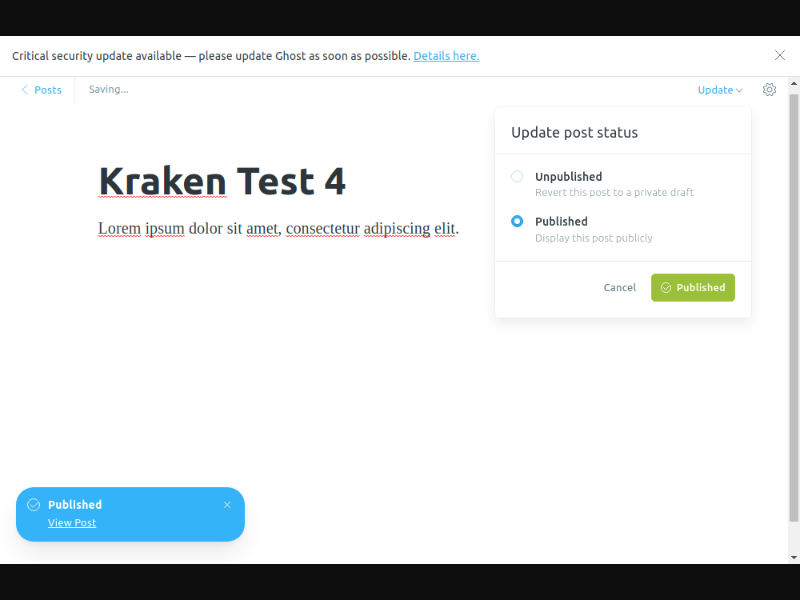 Critical security update available — please update Ghost as soon as possible. Details here.
Posts
Saving...
Update
Update post status
Unpublished
Revert this post to a private draft
Published
Display this post publicly
Cancel
Published
Kraken Test 4
Lorem ipsum dolor sit amet, consectetur adipiscing elit.
Published
View Post